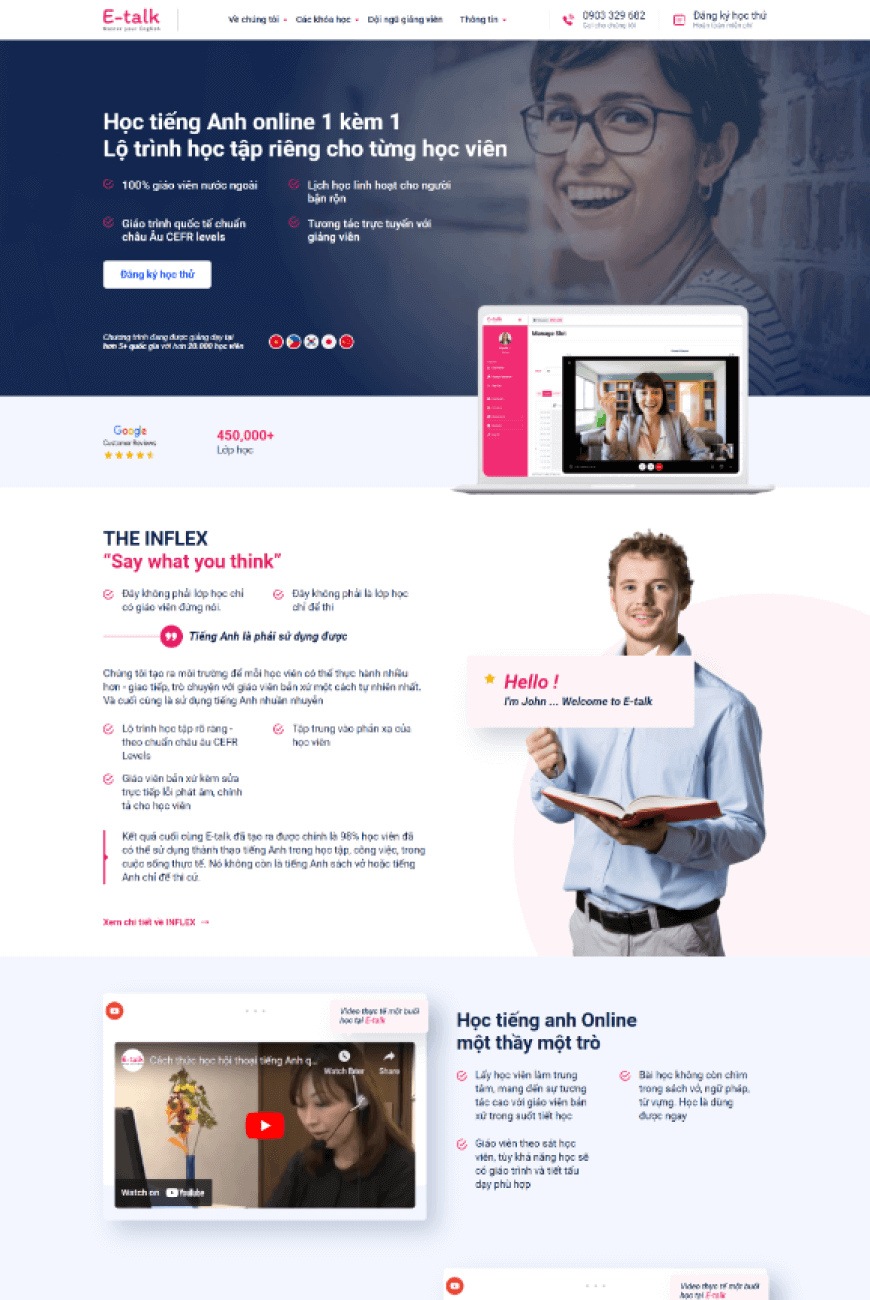 E-talk
Boost your English
Về chúng tôi
Các khóa học
Đội ngũ giảng viên
Thông tin
0903 329 682
Gọi cho chúng tôi
Đăng ký học thử
Hoàn toàn miễn phí
Học tiếng Anh online 1 kèm 1
Lộ trình học tập riêng cho từng học viên
100% giáo viên nước ngoài
Lịch học linh hoạt cho người
bận rộn
Giáo trình quốc tế chuẩn
châu Âu CEFR levels
Tương tác trực tuyến với
giảng viên
Đăng ký học thử
Chương trình đang được giảng dạy tại
hơn 5+ quốc gia với hơn 20.000 học viên
E-talk
Manage Slot
Google
Customer Reviews
450,000+
Lớp học
THE INFLEX
“Say what you think”
Đây không phải lớp học chỉ
có giáo viên đứng nói.
Đây không phải là lớp học
chỉ để thi
Tiếng Anh là phải sử dụng được
Chúng tôi tạo ra môi trường để mỗi học viên có thể thực hành nhiều
hơn - giao tiếp, trò chuyện với giáo viên bản xứ một cách tự nhiên nhất.
Và cuối cùng là sử dụng tiếng Anh nhuần nhuyễn
Lộ trình học tập rõ ràng -
theo chuẩn châu âu CEFR
Levels
Tập trung vào phản xạ của
học viên
Giáo viên bản xứ kèm sửa
trực tiếp lỗi phát âm, chính
tả cho học viên
Kết quả cuối cùng E-talk đã tạo ra được chính là 98% học viên đã
có thể sử dụng thành thạo tiếng Anh trong học tập, công việc, trong
cuộc sống thực tế. Nó không còn là tiếng Anh sách vở hoặc tiếng
Anh chỉ để thi cử.
Xem chi tiết về INFLEX →
Hello !
I'm John ... Welcome to E-talk
Video thực tế một buổi
học tại E-talk
E-talk
Cách thức học hội thoại tiếng Anh q...
Watch later
Share
Watch on YouTube
Học tiếng anh Online
một thầy một trò
Lấy học viên làm trung
tâm, mang đến sự tương
tác cao với giáo viên bản
xứ trong suốt tiết học
Bài học không còn chìm
trong sách vở, ngữ pháp,
từ vựng. Học là dùng
được ngay
Giáo viên theo sát học
viên, tùy khả năng học sẽ
có giáo trình và tiết tấu
dạy phù hợp
Video thực tế một buổi
học tại E-talk